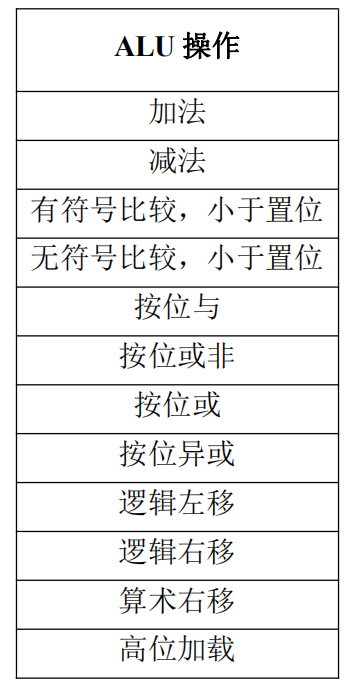 ALU 操作
加法
减法
有符号比较，小于置位
无符号比较，小于置位
按位与
按位或非
按位或
按位异或
逻辑左移
逻辑右移
算术右移
高位加载